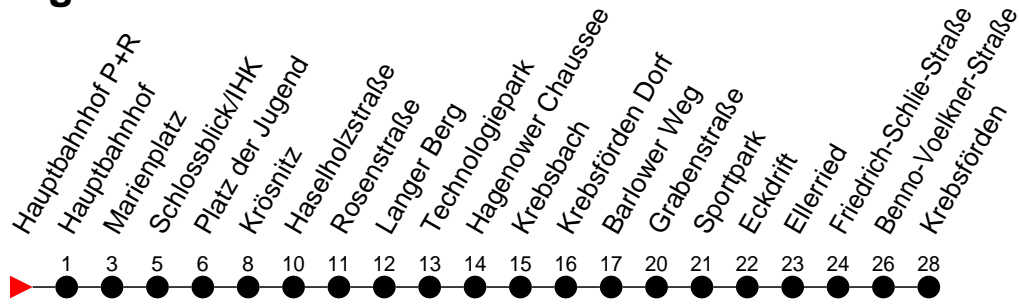 Hauptbahnhof P+R
Hauptbahnhof
Marienplatz
Schlossblick/IHK
Platz der Jugend
Krösnitz
Haselholzstraße
Rosenstraße
Langer Berg
Technologiepark
Hagenower Chaussee
Krebsbach
Krebsförden Dorf
Barlower Weg
Grabenstraße
Sportpark
Eckdrift
Ellerried
Friedrich-Schlie-Straße
Benno-Voelkner-Straße
Krebsförden
1 3 5 6 8 10 11 12 13 14 15 16 17 20 21 22 23 24 26 28